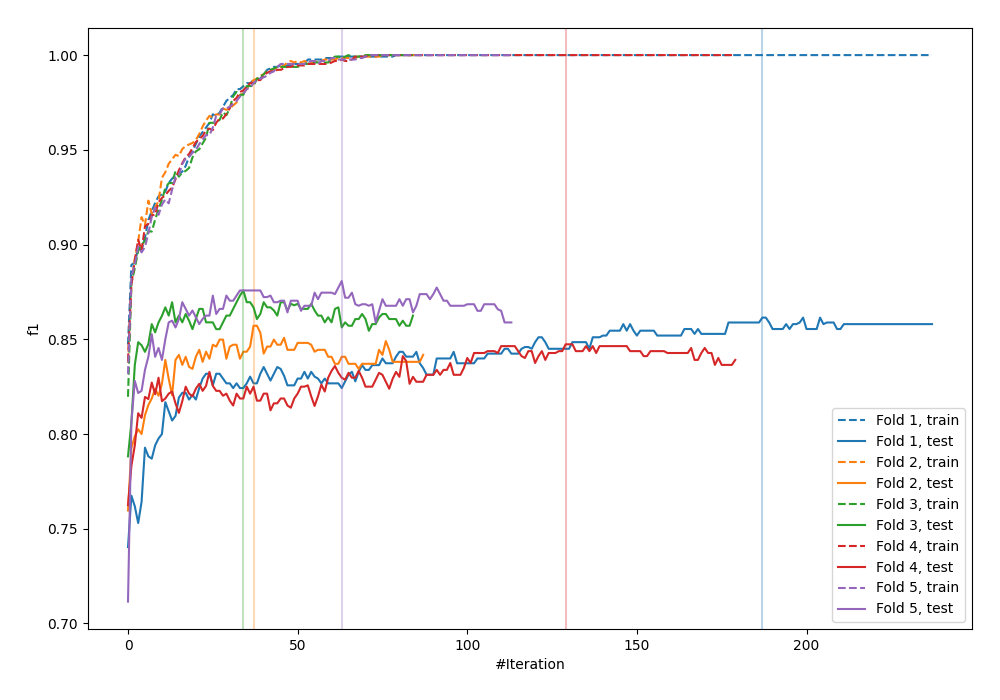 1.00
0.95
0.90
0.85
0.80
0.75
0.70
f1
0
50
100
150
200
#Iteration
Fold 1, train
Fold 1, test
Fold 2, train
Fold 2, test
Fold 3, train
Fold 3, test
Fold 4, train
Fold 4, test
Fold 5, train
Fold 5, test